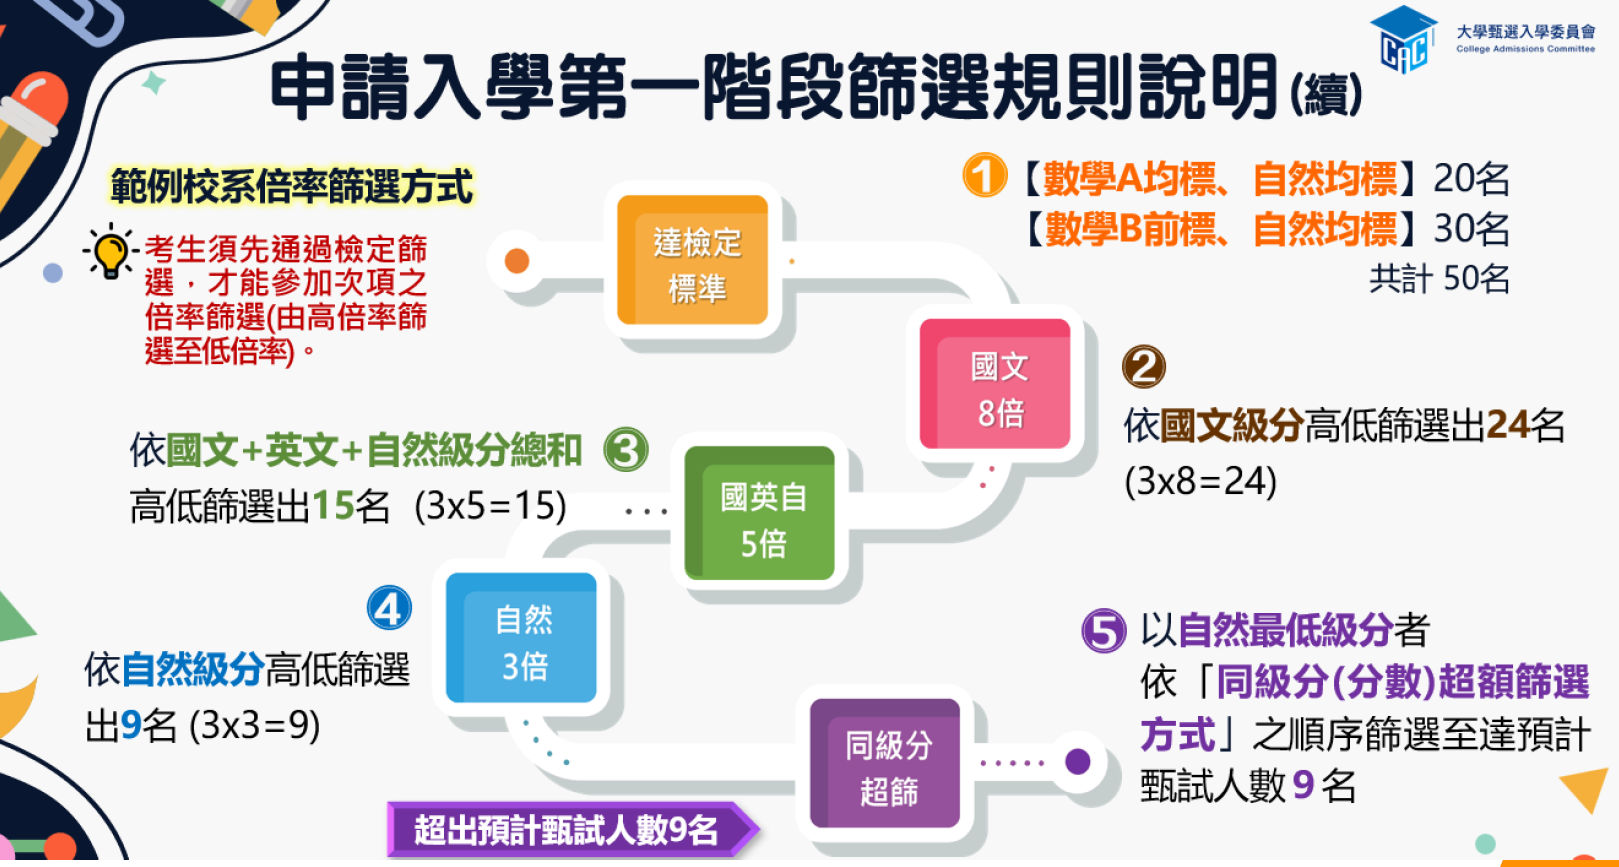 大學甄選入學委員會
College Admissions Committee
申請入學第一階段篩選規則說明(續)
範例校系倍率篩選方式
考生須先通過檢定篩
選，才能參加次項之
倍率篩選(由高倍率篩
選至低倍率)。
達檢定
標準
1【數學A均標、自然均標】20名
【數學B前標、自然均標】30名
共計 50名
國文
8倍
2
依國文級分高低篩選出24名
(3x8=24)
國英自
5倍
依國文+英文+自然級分總和 3
高低篩選出15名 (3x5=15)
自然
3倍
4
依自然級分高低篩選
出9名 (3x3=9)
同級分
超篩
超出預計甄試人數9名
5 以自然最低級分者
依「同級分(分數)超額篩選
方式」之順序篩選至達預計
甄試人數 9 名